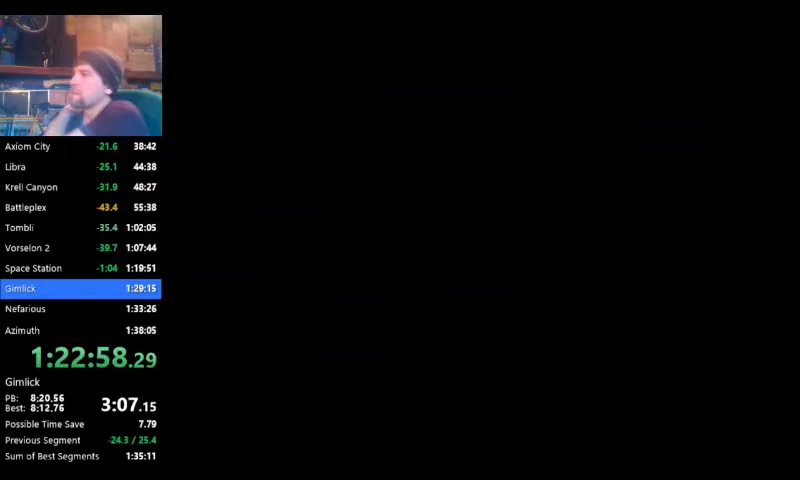 Axiom City -21.6 38:42
Libra -25.1 44:38
Krell Canyon -31.9 48:27
Battleplex -43.4 55:38
Tombli -35.4 1:02:05
Vorselon 2 -39.7 1:07:44
Space Station -1:04 1:19:51
Gimlick 1:29:15
Nefarious 1:33:26
Azimuth 1:38:05
1:22:58.29
Gimlick
PB: 8:20.56
Best: 8:12.76
3:07.15
Possible Time Save 7.79
Previous Segment -24.3 / 25.4
Sum of Best Segments 1:35:11